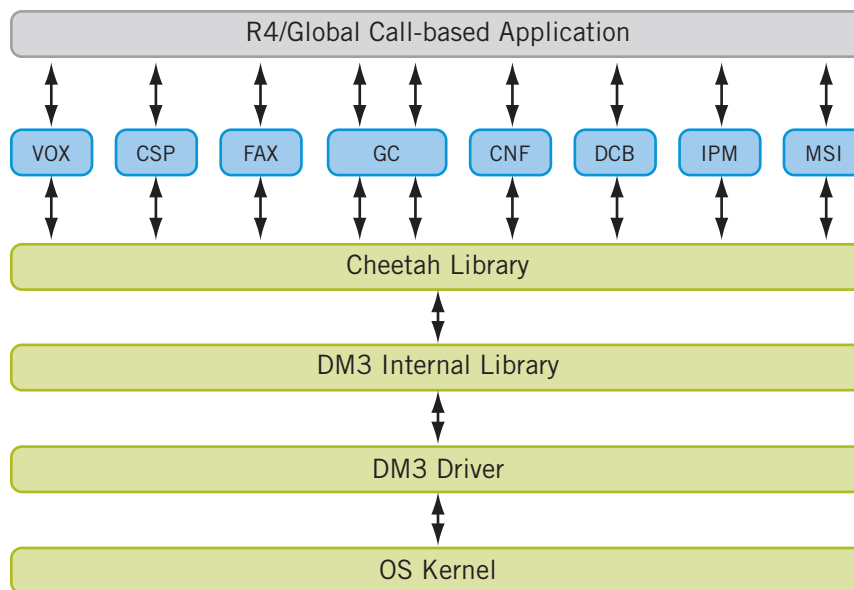 R4/Global Call-based Application
VOX CSP FAX GC CNF DCB IPM MSI
Cheetah Library
DM3 Internal Library
DM3 Driver
OS Kernel